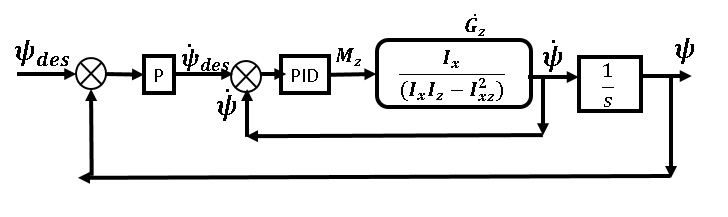 Ġ_z
ψ_des P ψ̇_des PID M_z I_x / (I_x I_z − I_xz^2) ψ̇ 1/s ψ
ψ̇